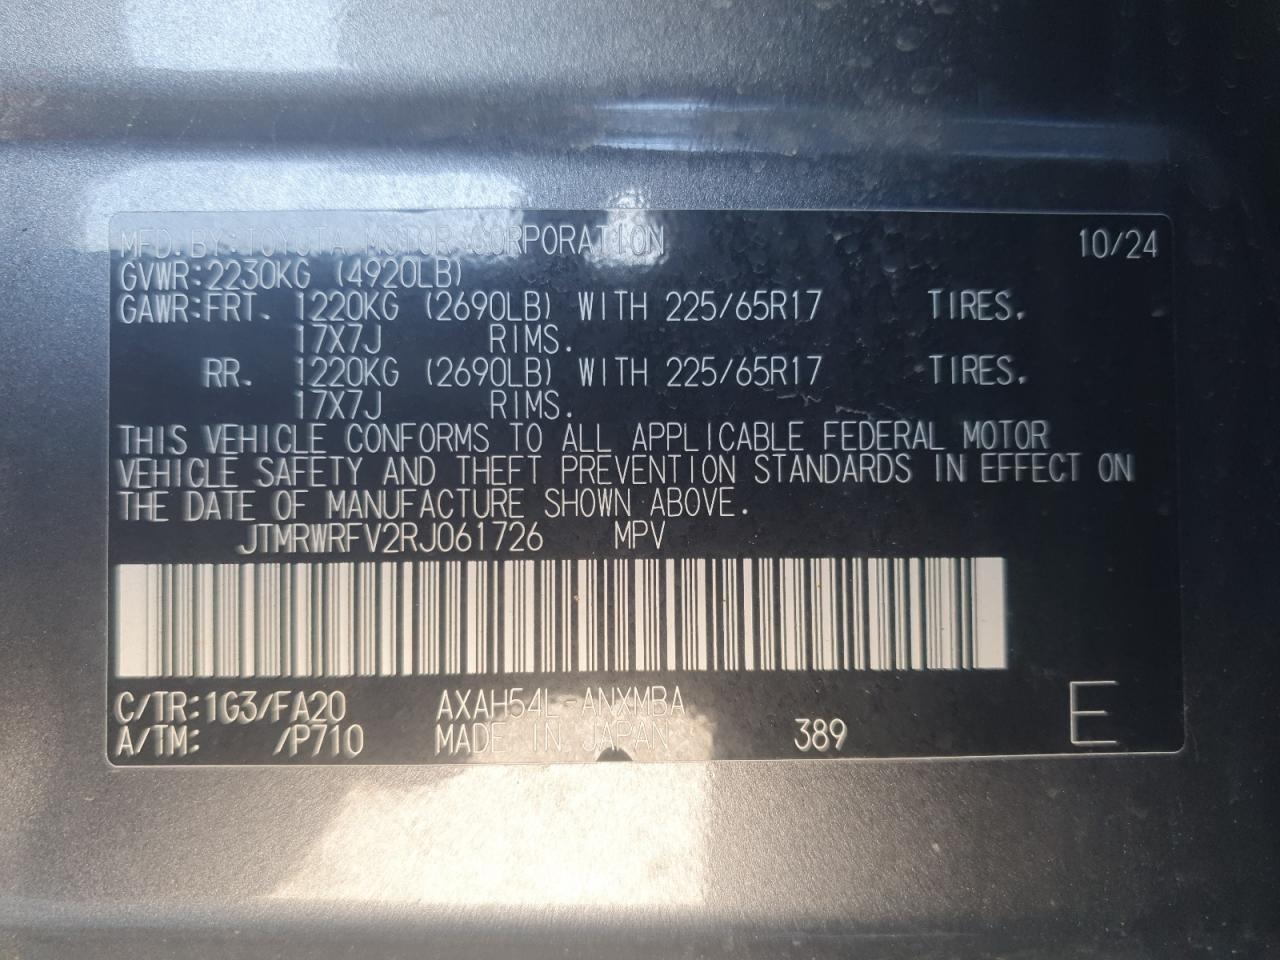 MFD.BY:TOYOTA MOTOR CORPORATION 10/24
GVWR:2230KG (4920LB)
GAWR:FRT. 1220KG (2690LB) WITH 225/65R17 TIRES.
17X7J RIMS.
RR. 1220KG (2690LB) WITH 225/65R17 TIRES.
17X7J RIMS.
THIS VEHICLE CONFORMS TO ALL APPLICABLE FEDERAL MOTOR
VEHICLE SAFETY AND THEFT PREVENTION STANDARDS IN EFFECT ON
THE DATE OF MANUFACTURE SHOWN ABOVE.
JTMRWRFV2RJ061726 MPV
C/TR:1G3/FA20 AXAH54L-ANXMBA
A/TM: /P710 MADE IN JAPAN 389 E